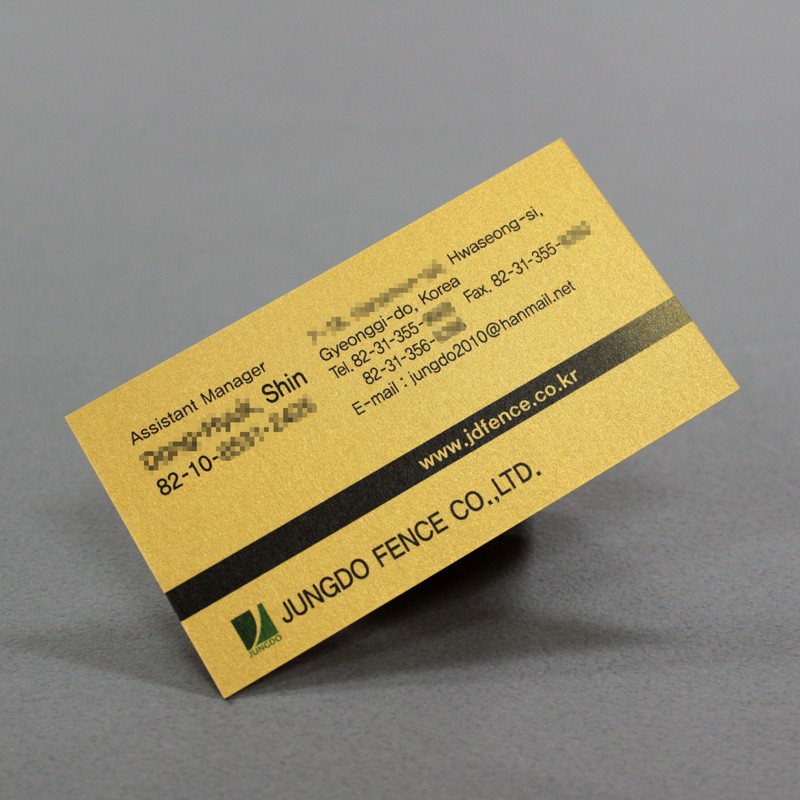 Assistant Manager
Shin
82-10-
Hwaseong-si,
Gyeonggi-do, Korea
Tel. 82-31-355- Fax. 82-31-355-
82-31-356-
E-mail : jungdo2010@hanmail.net
www.jdfence.co.kr
JUNGDO
JUNGDO FENCE CO.,LTD.